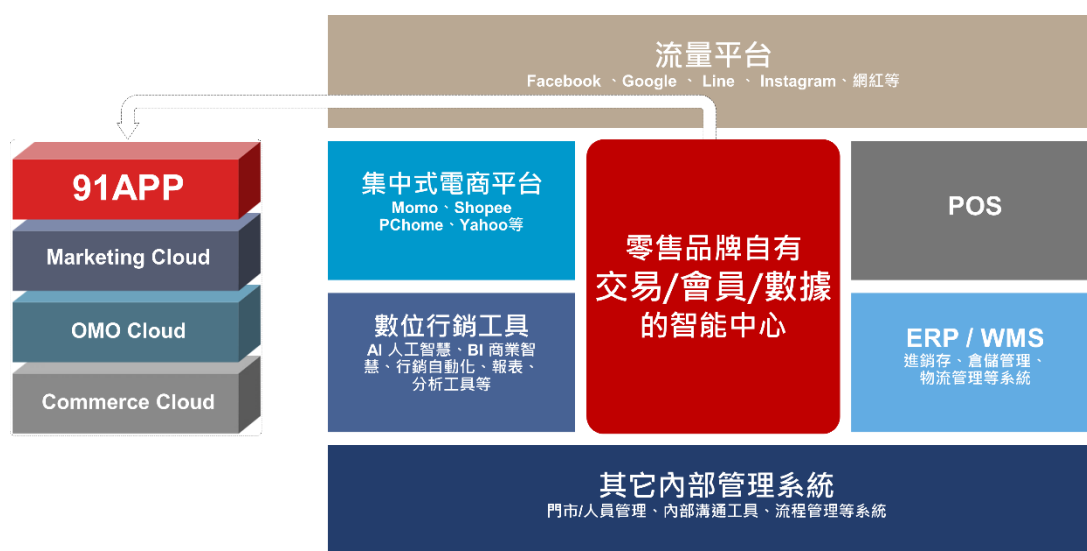 流量平台
Facebook 、Google 、 Line 、 Instagram、網紅等
91APP
Marketing Cloud
OMO Cloud
Commerce Cloud
集中式電商平台
Momo、Shopee
PChome、Yahoo等
數位行銷工具
AI 人工智慧、BI 商業智
慧、行銷自動化、報表、
分析工具等
零售品牌自有
交易/會員/數據
的智能中心
POS
ERP / WMS
進銷存、倉儲管理、
物流管理等系統
其它內部管理系統
門市/人員管理、內部溝通工具、流程管理等系統